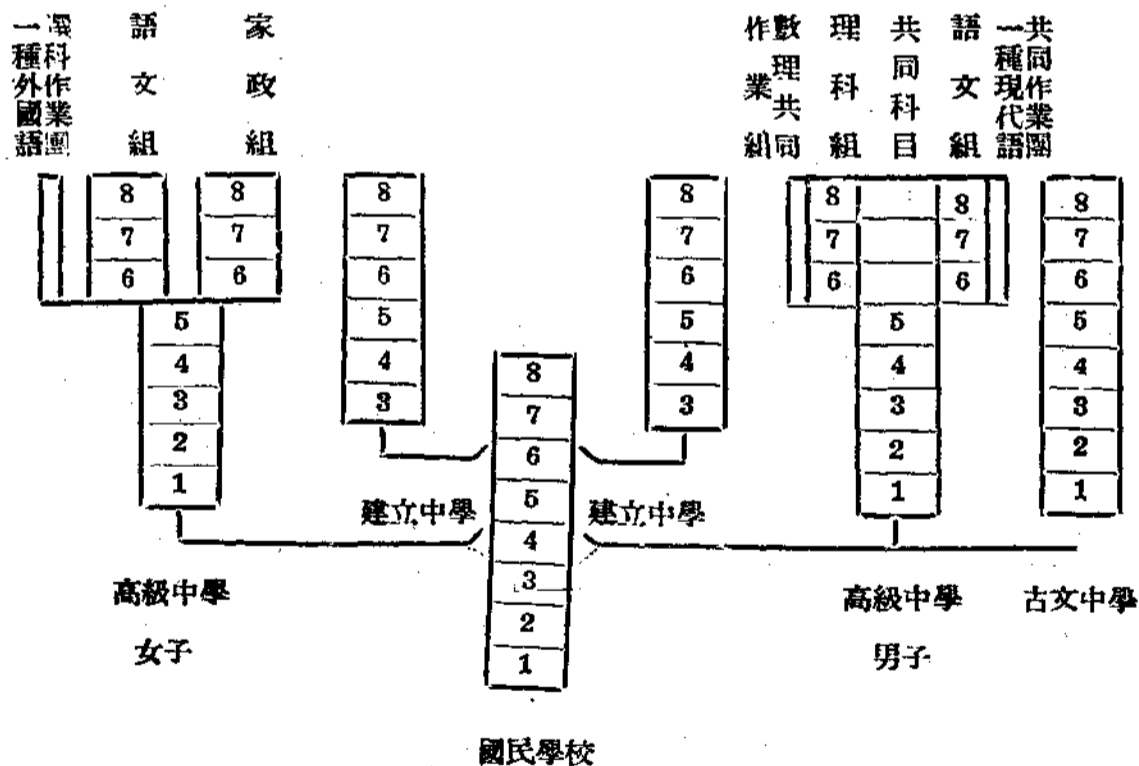 共同作業團
一種現代語
語文組
共同科目
理科組
數理共同
作業組
家政組
語文組
選科作業團
一種外國語
8
7
6
8
7
6
5
4
3
2
1
8
7
6
5
4
3
8
7
6
5
4
3
2
1
8
7
6
5
4
3
8
7
6
8
7
6
5
4
3
2
1
8
7
6
5
4
3
2
1
建立中學
建立中學
高級中學
女子
高級中學
男子
古文中學
國民學校